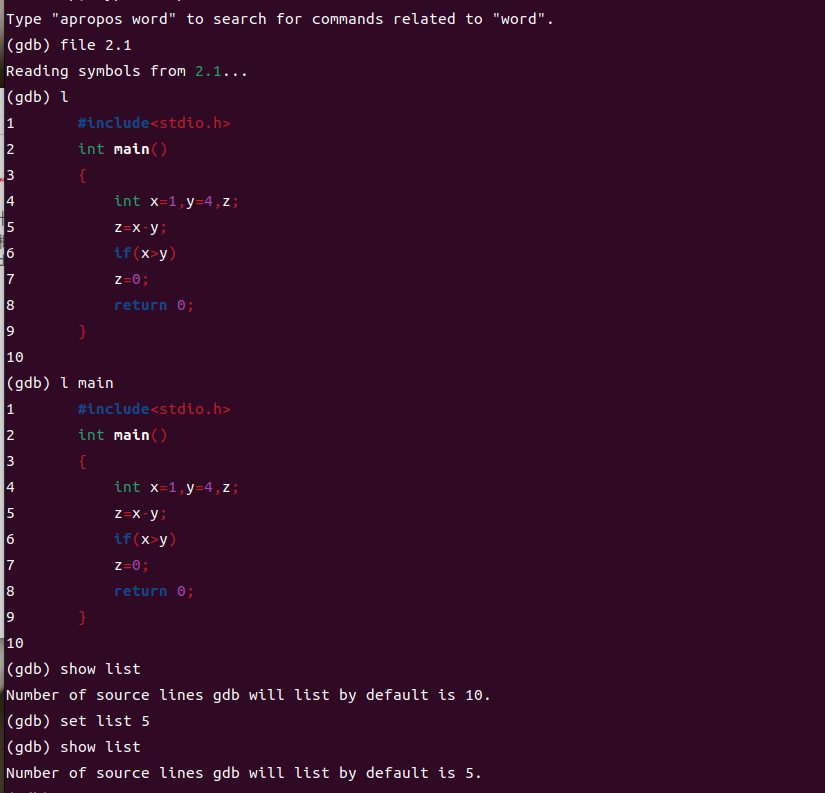 Type "apropos word" to search for commands related to "word".
(gdb) file 2.1
Reading symbols from 2.1...
(gdb) l
1       #include<stdio.h>
2       int main()
3       {
4           int x=1,y=4,z;
5           z=x-y;
6           if(x>y)
7           z=0;
8           return 0;
9       }
10
(gdb) l main
1       #include<stdio.h>
2       int main()
3       {
4           int x=1,y=4,z;
5           z=x-y;
6           if(x>y)
7           z=0;
8           return 0;
9       }
10
(gdb) show list
Number of source lines gdb will list by default is 10.
(gdb) set list 5
(gdb) show list
Number of source lines gdb will list by default is 5.